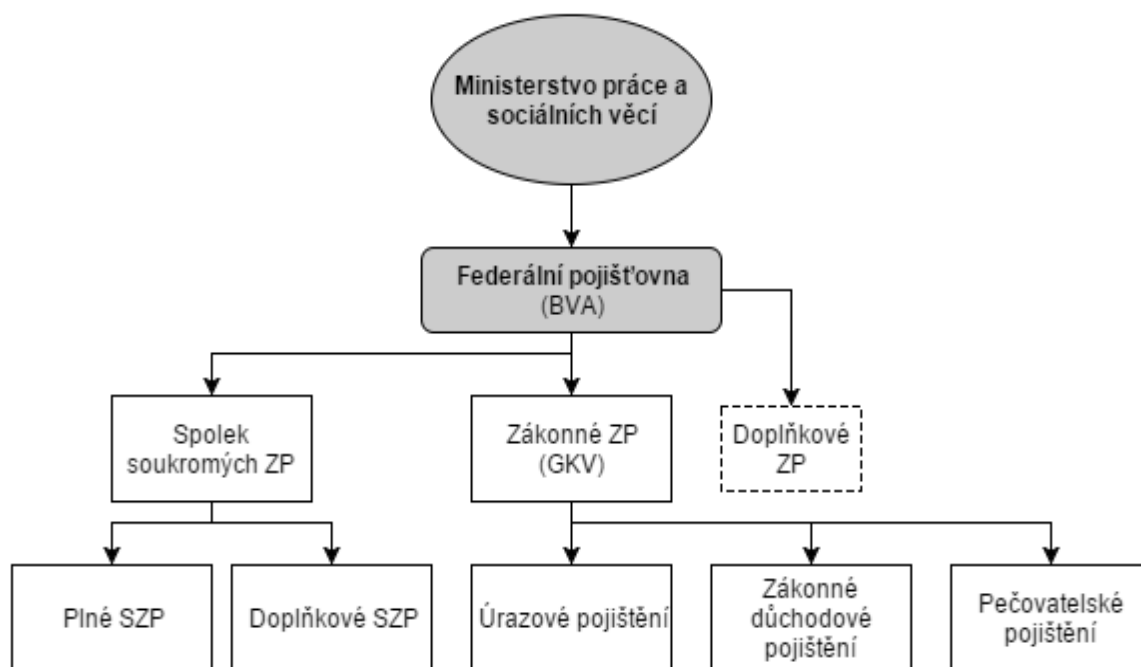 Ministerstvo práce a
sociálních věcí
Federální pojišťovna
(BVA)
Spolek
soukromých ZP
Zákonné ZP
(GKV)
Doplňkové
ZP
Plné SZP
Doplňkové SZP
Úrazové pojištění
Zákonné
důchodové
pojištění
Pečovatelské
pojištění